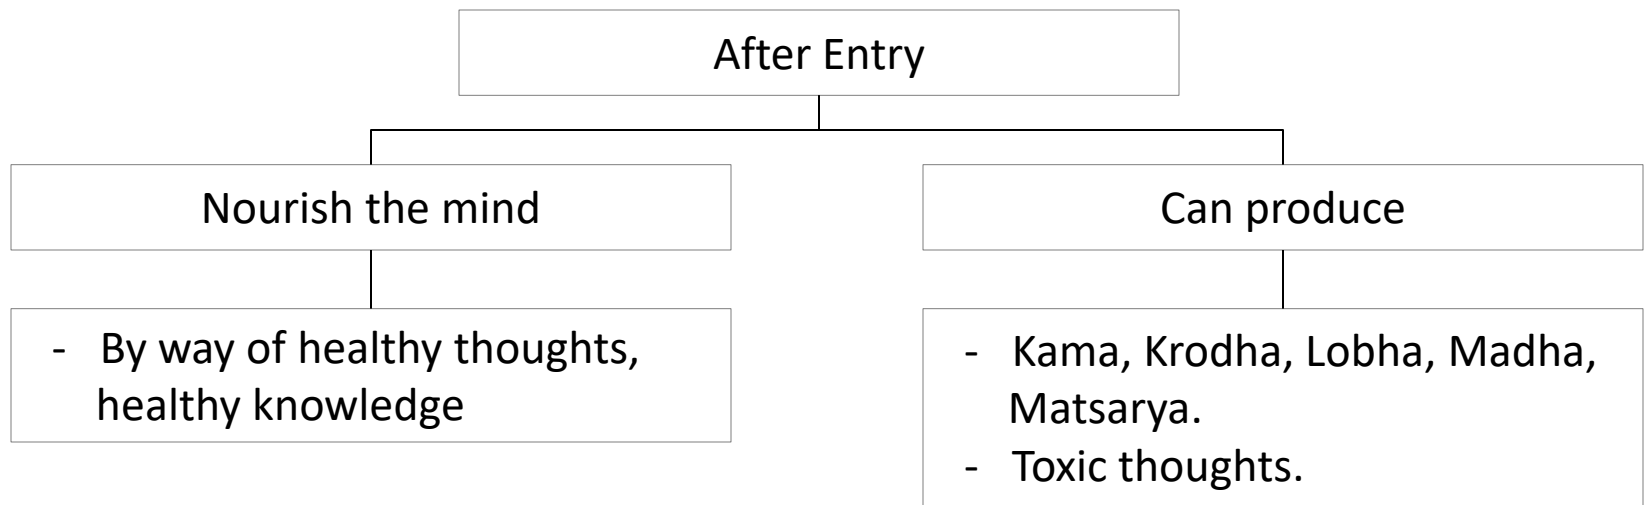 After Entry
Nourish the mind
Can produce
- By way of healthy thoughts,
healthy knowledge
- Kama, Krodha, Lobha, Madha,
Matsarya.
- Toxic thoughts.